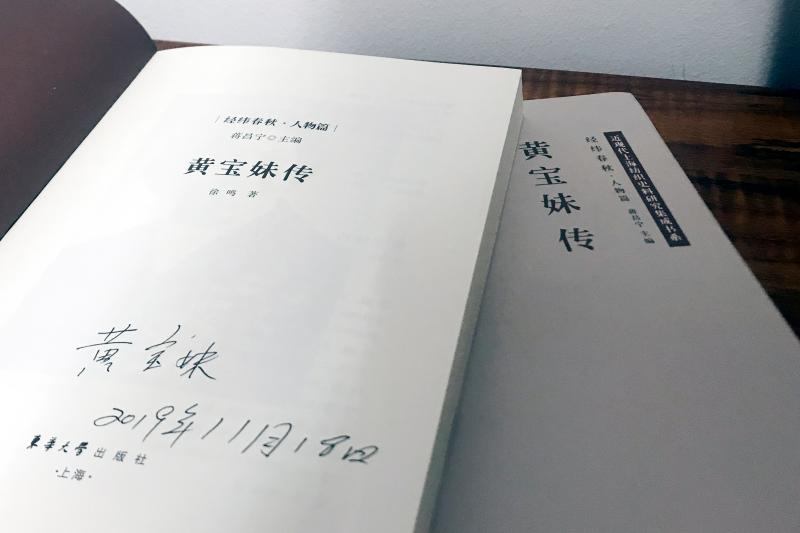 经纬春秋·人物篇
蒋昌宁○主编
黄宝妹传
徐鸣 著
黄宝妹
2019年11月18日
東華大學出版社
·上海·
近现代上海纺织史料研究集成书系
经纬春秋·人物篇 蒋昌宁 主编
黄宝妹传